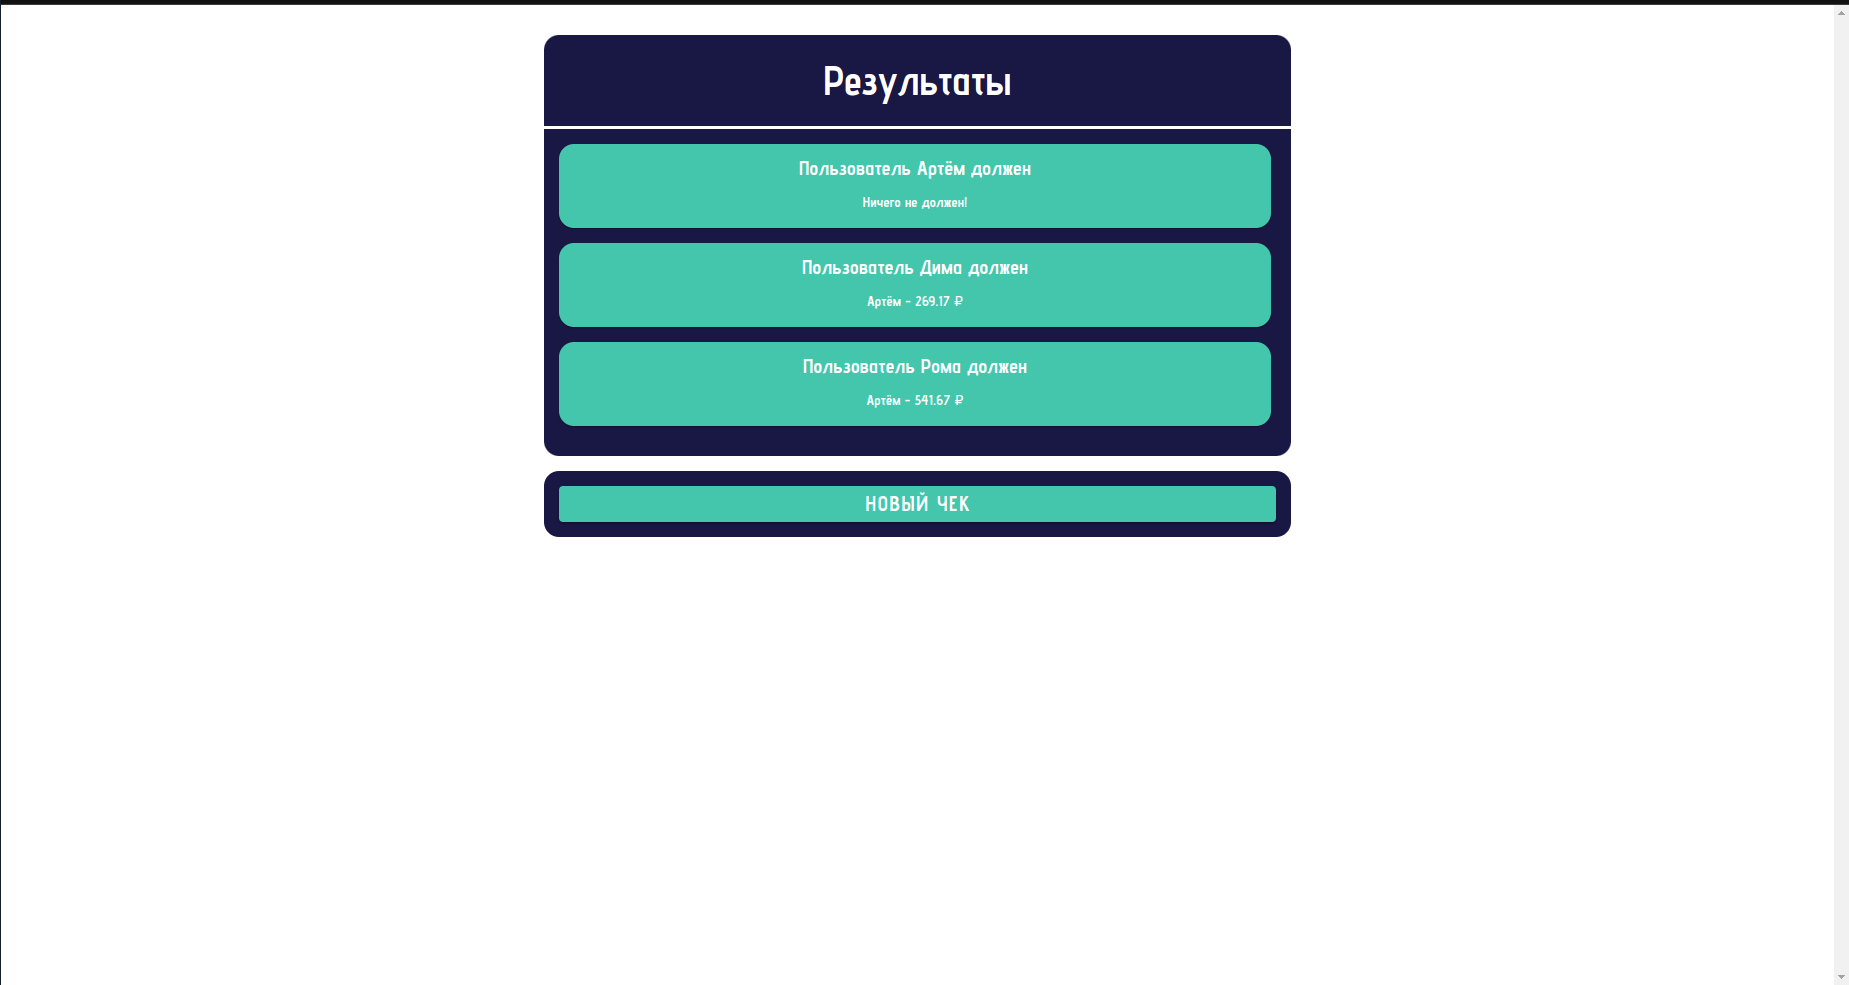 Результаты
Пользователь Артём должен
Ничего не должен!
Пользователь Дима должен
Артём - 269.17 ₽
Пользователь Рома должен
Артём - 541.67 ₽
НОВЫЙ ЧЕК